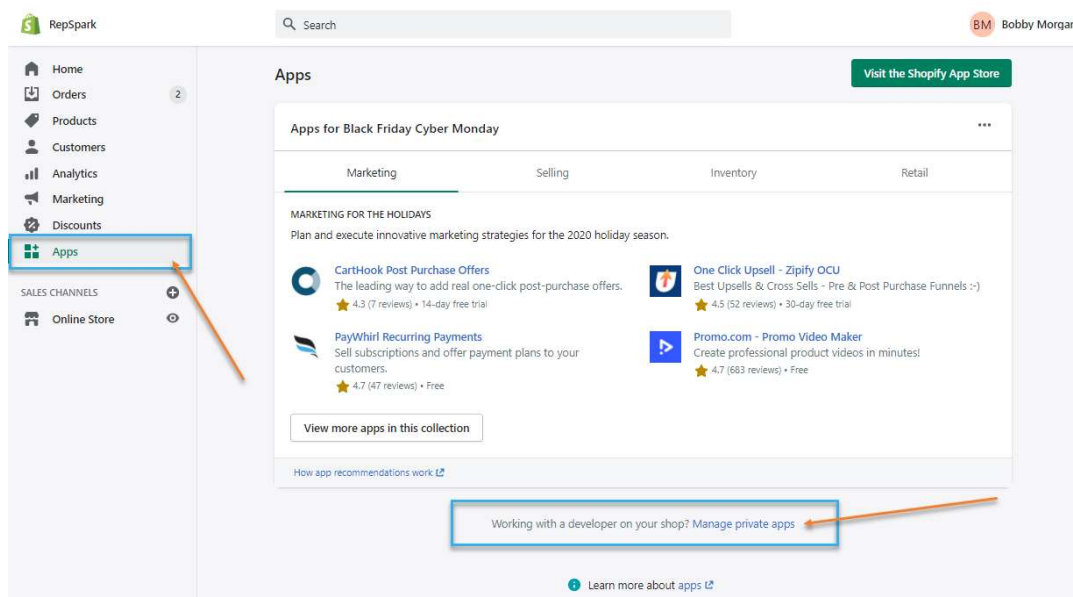 RepSpark
Search
BM Bobby Morgan
Home
Orders 2
Products
Customers
Analytics
Marketing
Discounts
Apps
SALES CHANNELS
Online Store
Apps
Visit the Shopify App Store
Apps for Black Friday Cyber Monday
Marketing Selling Inventory Retail
MARKETING FOR THE HOLIDAYS
Plan and execute innovative marketing strategies for the 2020 holiday season.
CartHook Post Purchase Offers
The leading way to add real one-click post-purchase offers.
4.3 (7 reviews) • 14-day free trial
One Click Upsell - Zipify OCU
Best Upsells & Cross Sells - Pre & Post Purchase Funnels :-)
4.5 (52 reviews) • 30-day free trial
PayWhirl Recurring Payments
Sell subscriptions and offer payment plans to your
customers.
4.7 (47 reviews) • Free
Promo.com - Promo Video Maker
Create professional product videos in minutes!
4.7 (683 reviews) • Free
View more apps in this collection
How app recommendations work
Working with a developer on your shop? Manage private apps
Learn more about apps